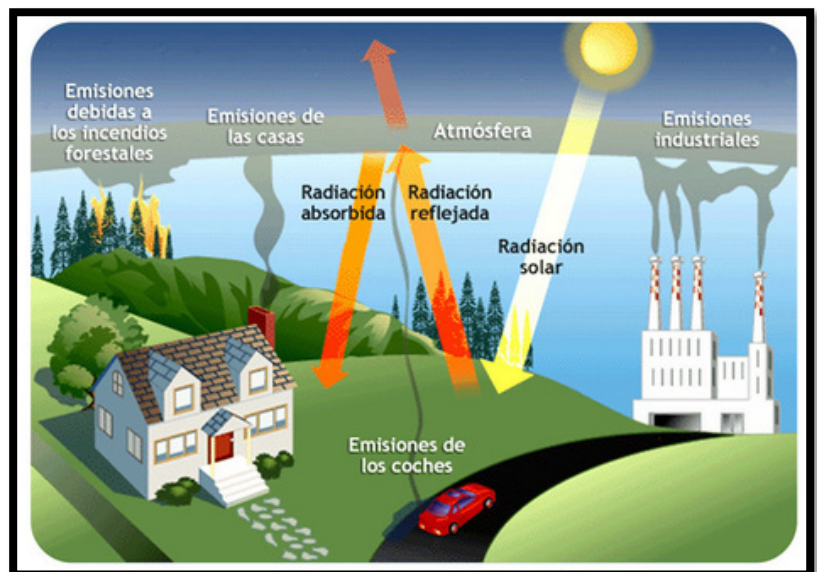 Emisiones
debidas a
los incendios
forestales
Emisiones de
las casas
Atmósfera
Emisiones
industriales
Radiación
absorbida
Radiación
reflejada
Radiación
solar
Emisiones de
los coches